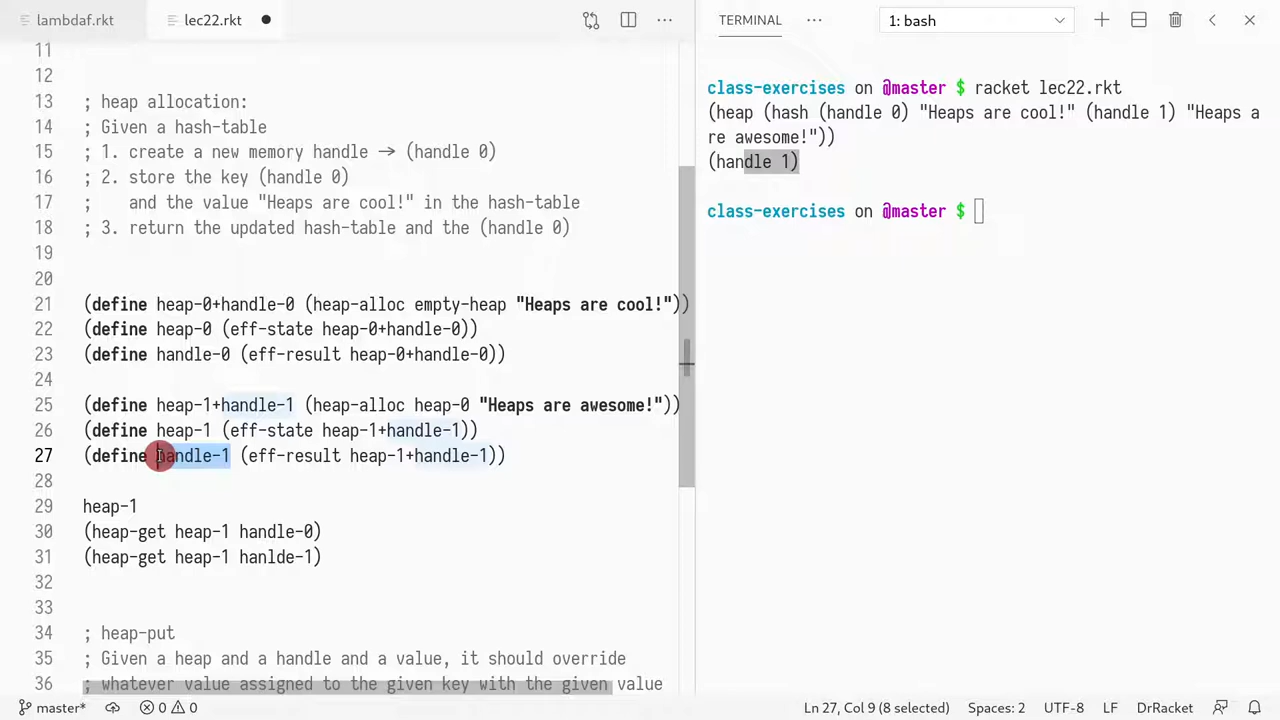 lambdaf.rkt
lec22.rkt
TERMINAL
1: bash
11
12
13 ; heap allocation:
14 ; Given a hash-table
15 ; 1. create a new memory handle → (handle 0)
16 ; 2. store the key (handle 0)
17 ;    and the value "Heaps are cool!" in the hash-table
18 ; 3. return the updated hash-table and the (handle 0)
19
20
21 (define heap-0+handle-0 (heap-alloc empty-heap "Heaps are cool!"))
22 (define heap-0 (eff-state heap-0+handle-0))
23 (define handle-0 (eff-result heap-0+handle-0))
24
25 (define heap-1+handle-1 (heap-alloc heap-0 "Heaps are awesome!"))
26 (define heap-1 (eff-state heap-1+handle-1))
27 (define handle-1 (eff-result heap-1+handle-1))
28
29 heap-1
30 (heap-get heap-1 handle-0)
31 (heap-get heap-1 hanlde-1)
32
33
34 ; heap-put
35 ; Given a heap and a handle and a value, it should override
36 ; whatever value assigned to the given key with the given value
class-exercises on @master $ racket lec22.rkt
(heap (hash (handle 0) "Heaps are cool!" (handle 1) "Heaps a
re awesome!"))
(handle 1)
class-exercises on @master $
master* 0 0 Ln 27, Col 9 (8 selected) Spaces: 2 UTF-8 LF DrRacket